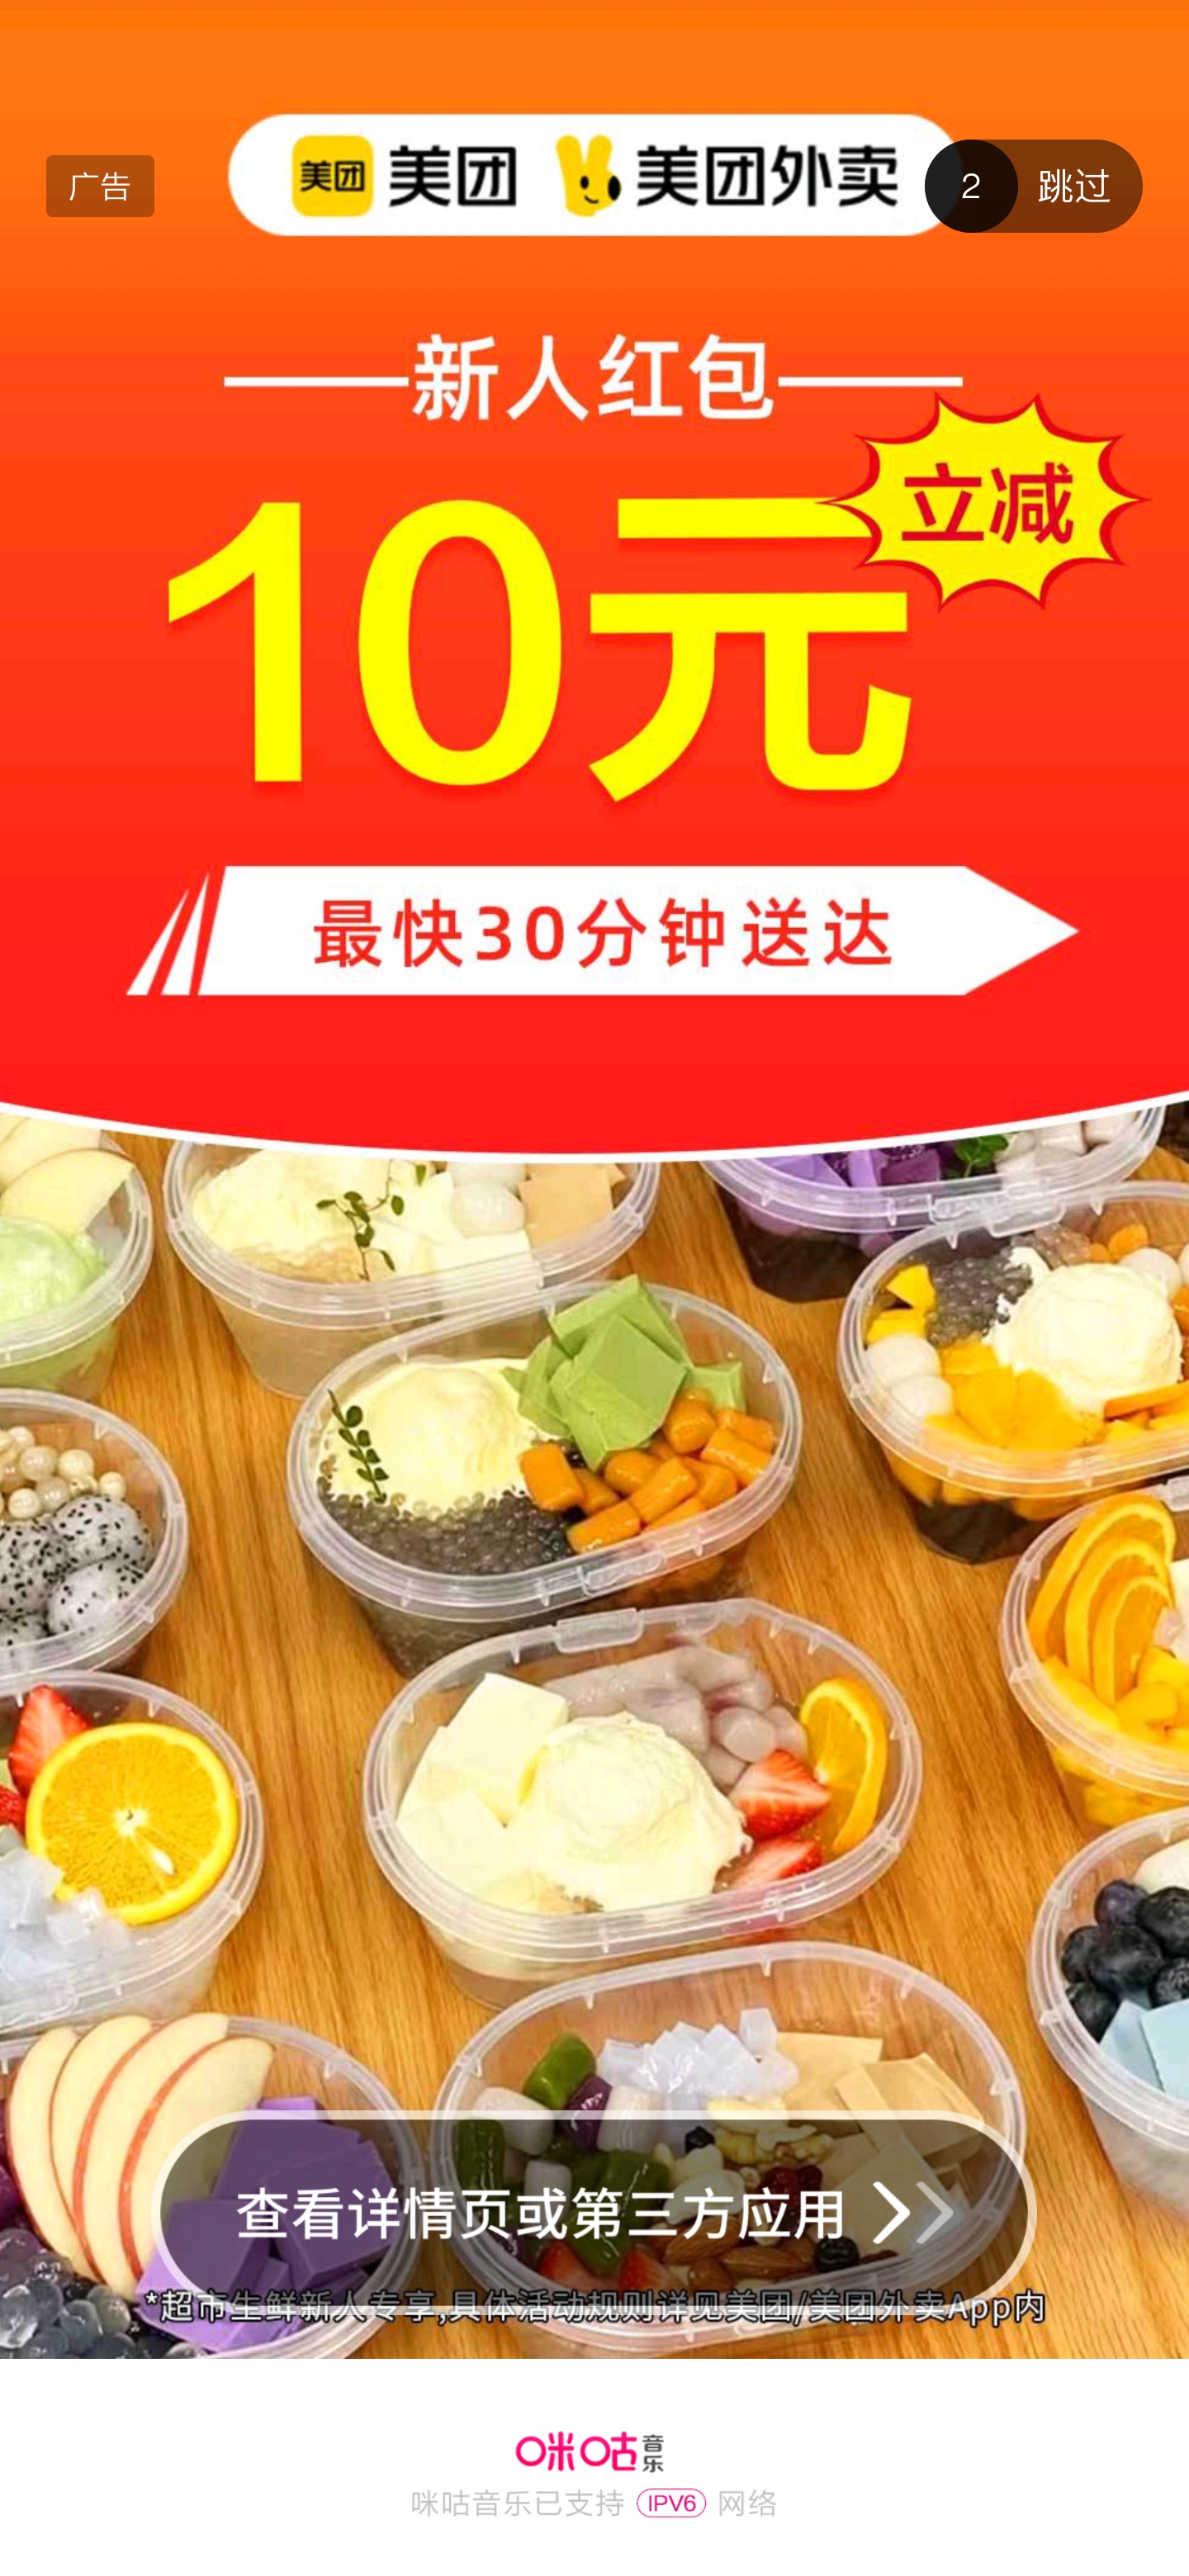 广告
美团 美团 美团外卖
2 跳过
新人红包
立减
10元
最快30分钟送达
查看详情页或第三方应用
*超市生鲜新人专享,具体活动规则详见美团/美团外卖App内
咪咕音乐
咪咕音乐已支持 IPV6 网络